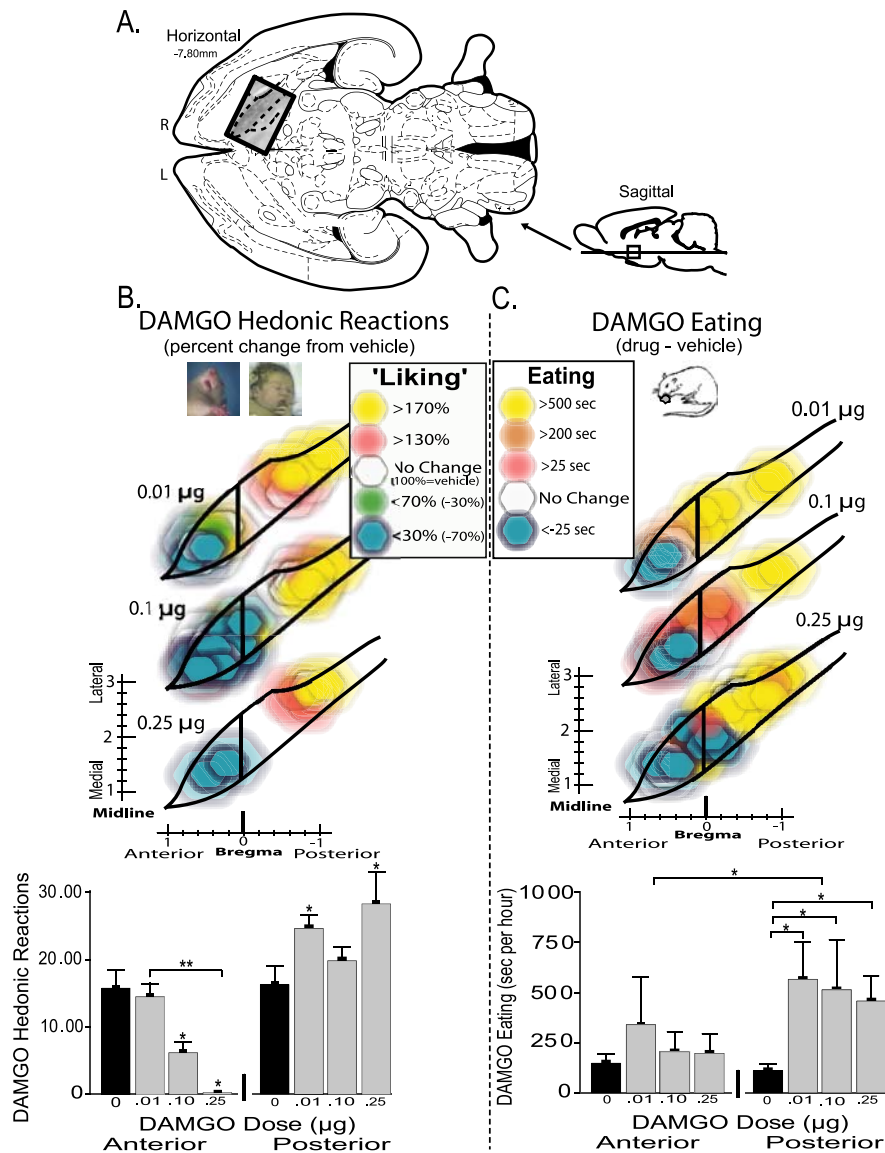 A.
Horizontal
-7.80mm
R
L
Sagittal
B.
DAMGO Hedonic Reactions
(percent change from vehicle)
'Liking'
>170%
>130%
No Change
(100%=vehicle)
<70% (-30%)
<30% (-70%)
0.01 µg
0.1 µg
0.25 µg
Lateral
Medial
3
2
1
Midline
1
0
-1
Anterior
Bregma
Posterior
DAMGO Hedonic Reactions
30.00
20.00
10.00
0
*
**
*
*
*
0
.01
.10
.25
0
.01
.10
.25
DAMGO Dose (µg)
Anterior
Posterior
C.
DAMGO Eating
(drug - vehicle)
Eating
>500 sec
>200 sec
>25 sec
No Change
<-25 sec
0.01 µg
0.1 µg
0.25 µg
Lateral
Medial
3
2
1
Midline
1
0
-1
Anterior
Bregma
Posterior
DAMGO Eating (sec per hour)
1000
750
500
250
0
*
*
*
*
0
.01
.10
.25
0
.01
.10
.25
DAMGO Dose (µg)
Anterior
Posterior